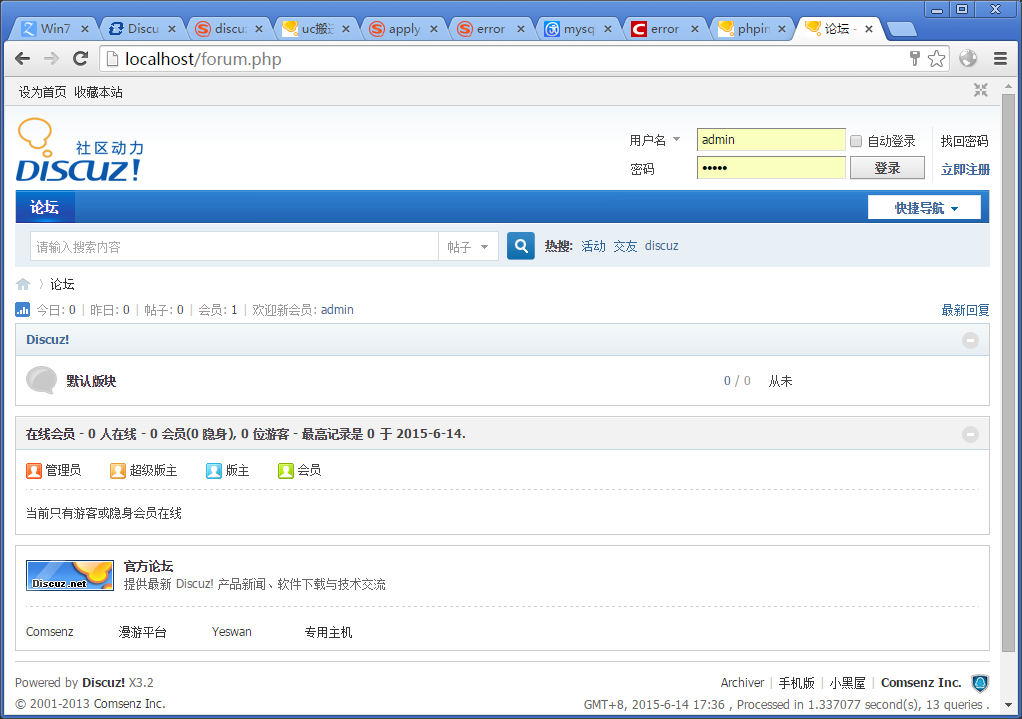 Win7 Discu discu uc搬 apply error mysq error phpin 论坛 -
localhost/forum.php
设为首页 收藏本站
社区动力
DISCUZ!
用户名 admin 自动登录 找回密码
密码 ••••• 登录 立即注册
论坛 快捷导航
请输入搜索内容 帖子 热搜: 活动 交友 discuz
论坛
今日: 0 | 昨日: 0 | 帖子: 0 | 会员: 1 | 欢迎新会员: admin 最新回复
Discuz!
默认版块 0 / 0 从未
在线会员 - 0 人在线 - 0 会员(0 隐身), 0 位游客 - 最高记录是 0 于 2015-6-14.
管理员 超级版主 版主 会员
当前只有游客或隐身会员在线
Discuz.net
官方论坛
提供最新 Discuz! 产品新闻、软件下载与技术交流
Comsenz 漫游平台 Yeswan 专用主机
Powered by Discuz! X3.2 Archiver | 手机版 | 小黑屋 | Comsenz Inc.
© 2001-2013 Comsenz Inc. GMT+8, 2015-6-14 17:36 , Processed in 1.337077 second(s), 13 queries .